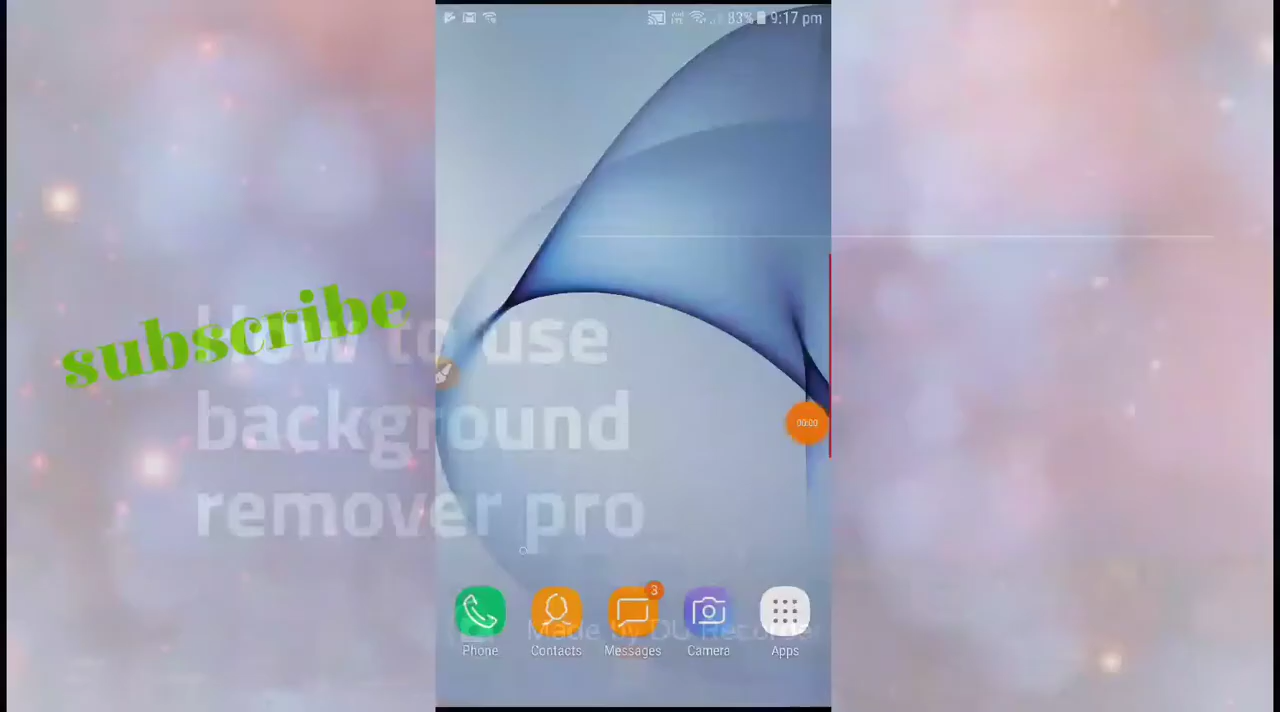 83% 9:17 pm
subscribe
How to use
background
remover pro
00:00
3
Made by DU Recorder
Phone Contacts Messages Camera Apps